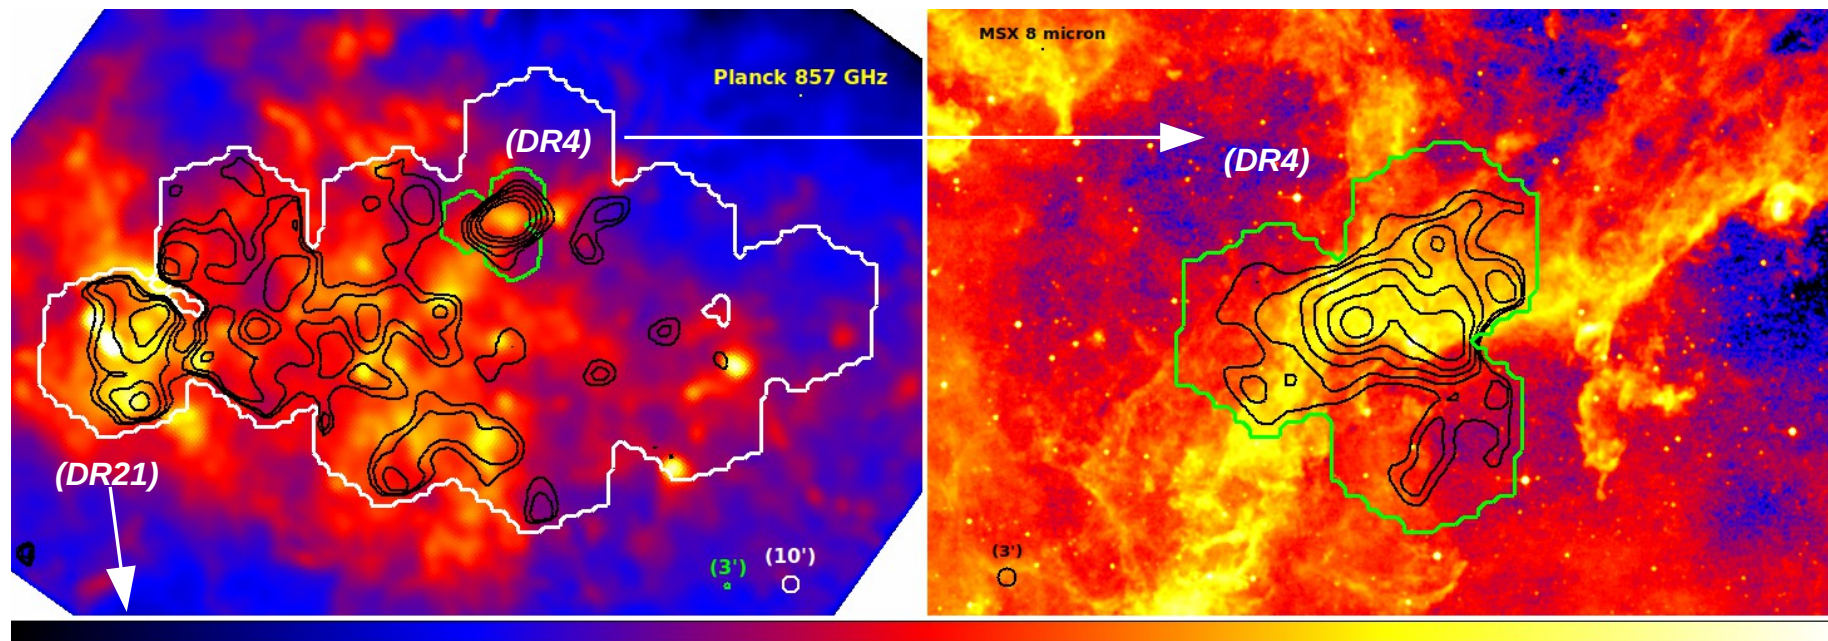 Planck 857 GHz
(DR4)
(DR21)
(3')
(10')
MSX 8 micron
(DR4)
(3')